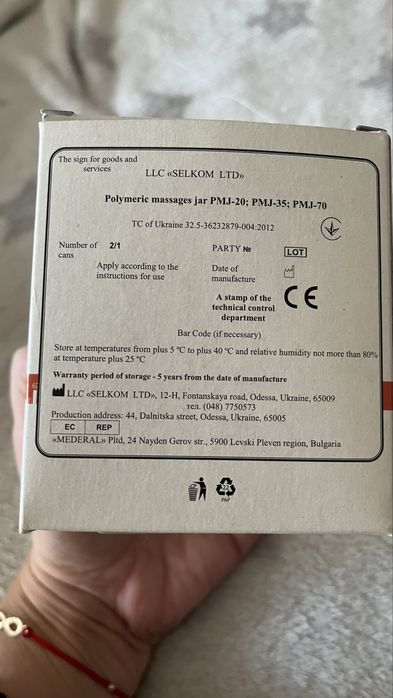 The sign for goods and
services
LLC «SELKOM LTD»
Polymeric massages jar PMJ-20; PMJ-35; PMJ-70
TC of Ukraine 32.5-36232879-004:2012
Number of cans 2/1
PARTY №
LOT
Apply according to the
instructions for use
Date of
manufacture
A stamp of the
technical control
department
CE
Bar Code (if necessary)
Store at temperatures from plus 5 °C to plus 40 °C and relative humidity not more than 80%
at temperature plus 25 °C
Warranty period of storage - 5 years from the date of manufacture
LLC «SELKOM LTD», 12-H, Fontanskaya road, Odessa, Ukraine, 65009
тел. (048) 7750573
Production address: 44, Dalnitska street, Odessa, Ukraine, 65005
EC REP
«MEDERAL» Pltd, 24 Nayden Gerov str., 5900 Levski Pleven region, Bulgaria
PAP